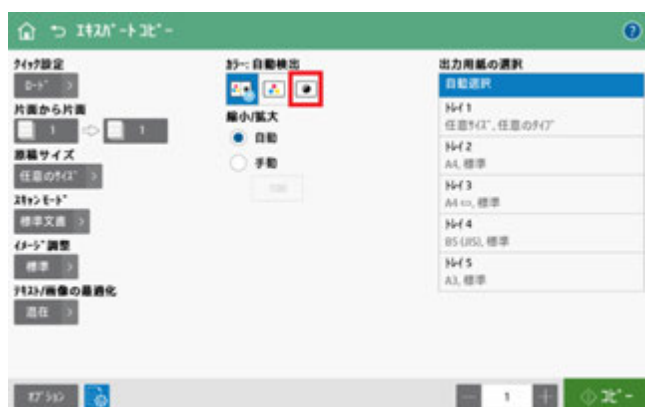 エキスパートコピー
クイック設定
ロード
片面から片面
1
1
原稿サイズ
任意のサイズ
スキャンモード
標準文書
イメージ調整
標準
テキスト/画像の最適化
混在
カラー: 自動検出
縮小/拡大
自動
手動
出力用紙の選択
自動選択
トレイ 1
任意サイズ, 任意のタイプ
トレイ 2
A4, 標準
トレイ 3
A4, 標準
トレイ 4
B5 (JIS), 標準
トレイ 5
A3, 標準
オプション
1
コピー